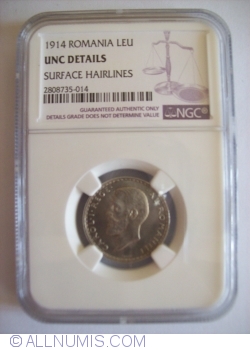 1914 ROMANIA LEU
UNC DETAILS
SURFACE HAIRLINES
2808735-014
GUARANTEED AUTHENTIC ONLY
DETAILS GRADE DOES NOT DETERMINE VALUE
NGC
© ALLNUMIS.COM